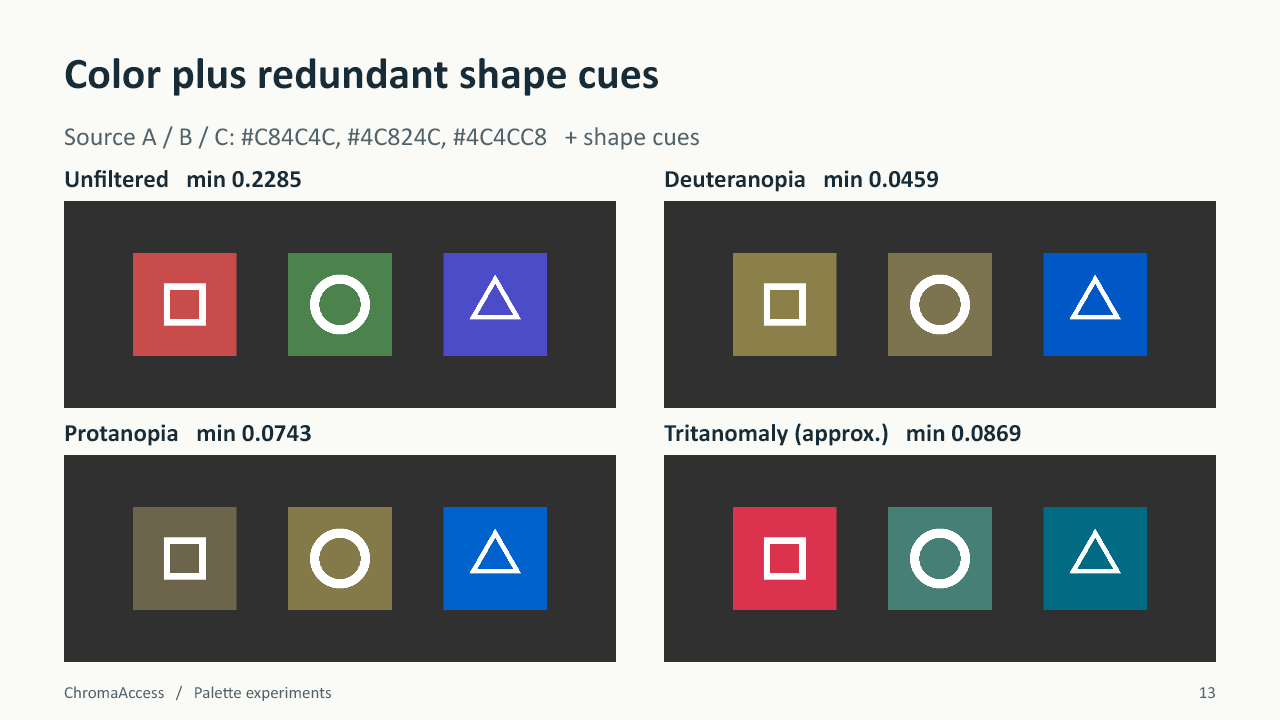 Color plus redundant shape cues
Source A / B / C: #C84C4C, #4C824C, #4C4CC8 + shape cues
Unfiltered min 0.2285
Deuteranopia min 0.0459
Protanopia min 0.0743
Tritanomaly (approx.) min 0.0869
ChromaAccess / Palette experiments
13